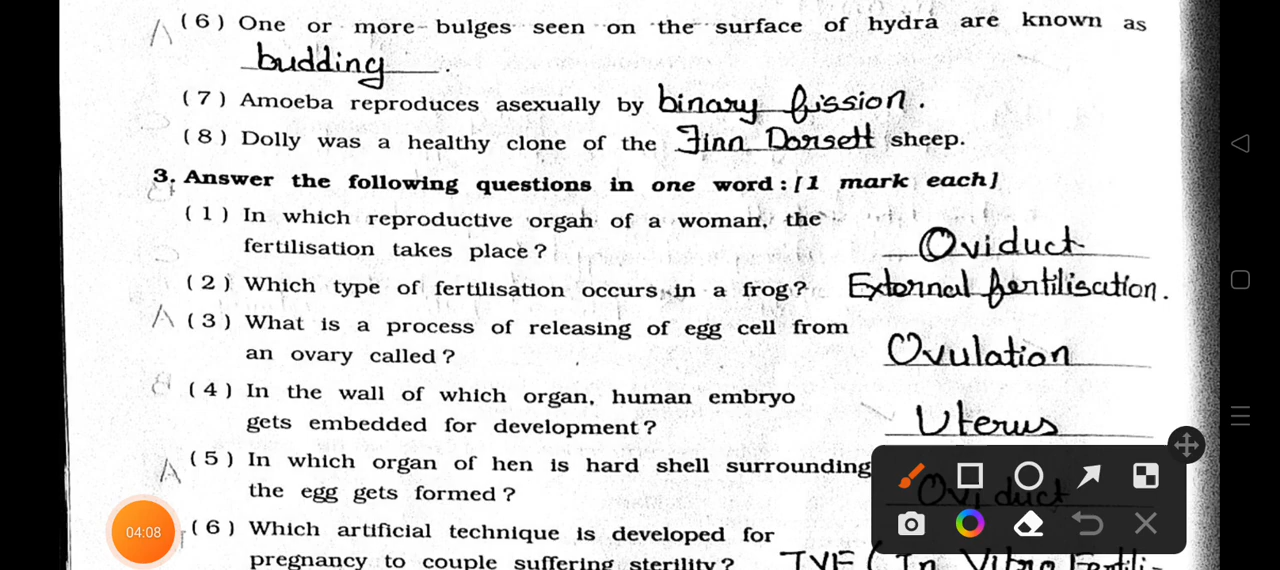 (6) One or more bulges seen on the surface of hydra are known as
budding.
(7) Amoeba reproduces asexually by binary fission.
(8) Dolly was a healthy clone of the Finn Dorsett sheep.
3. Answer the following questions in one word : [1 mark each]
(1) In which reproductive organ of a woman, the
fertilisation takes place ? Oviduct
(2) Which type of fertilisation occurs in a frog? External fertilisation.
(3) What is a process of releasing of egg cell from
an ovary called ? Ovulation
(4) In the wall of which organ, human embryo
gets embedded for development ? Uterus
(5) In which organ of hen is hard shell surrounding
the egg gets formed ? Oviduct
04:08
(6) Which artificial technique is developed for
pregnancy to couple suffering sterility ? IVF ( In Vitro Fertili-